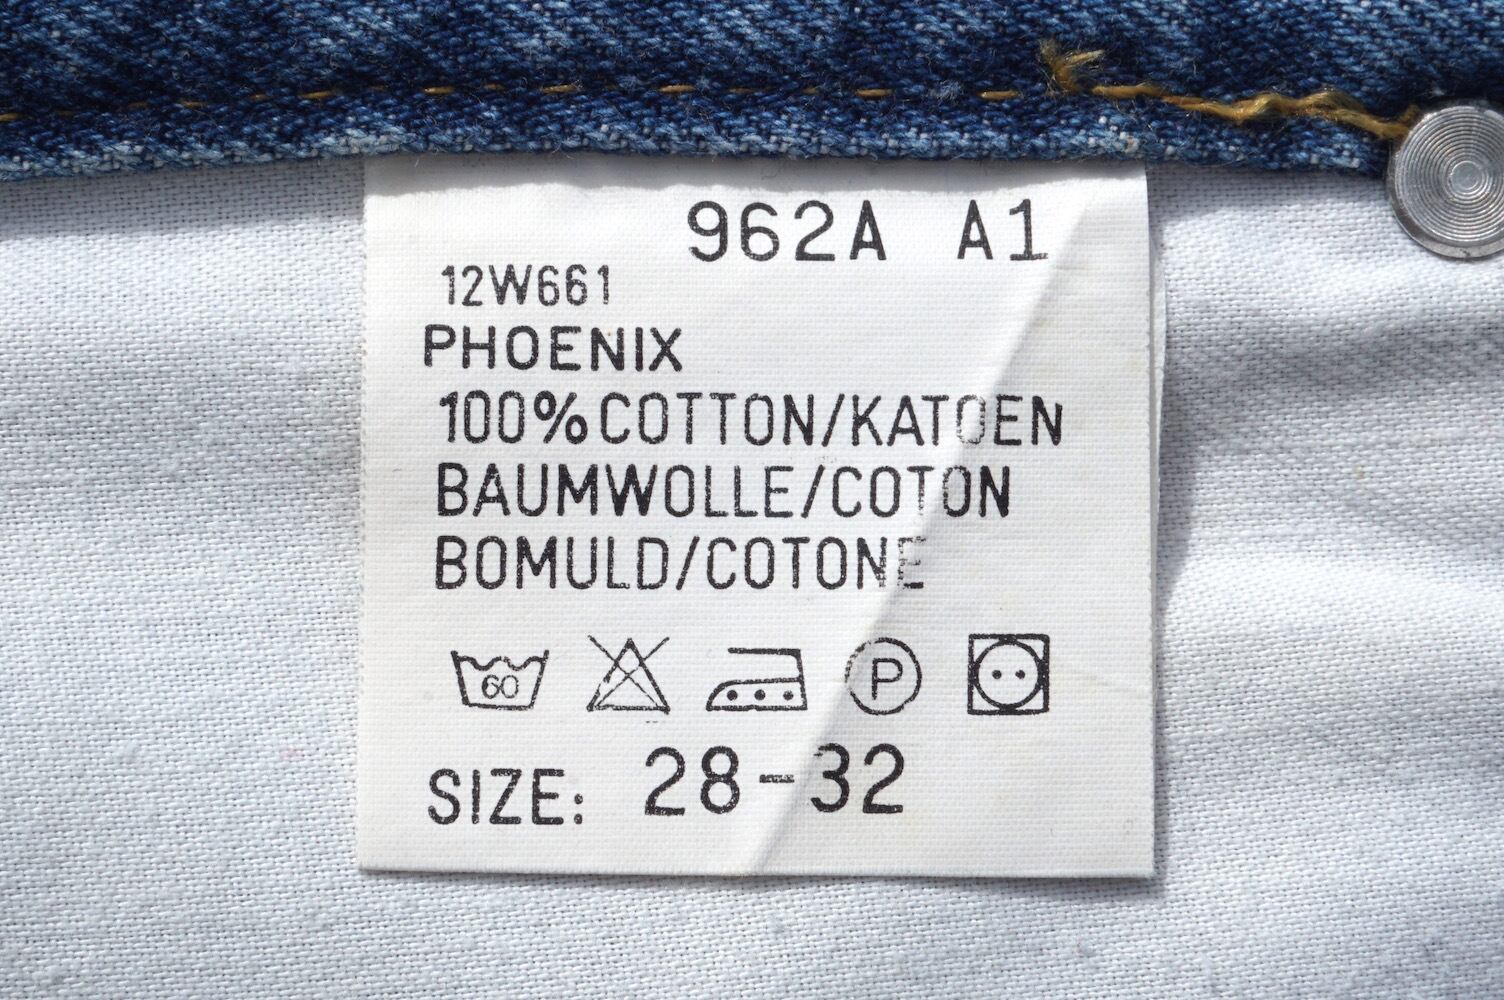 962A A1
12W661
PHOENIX
100% COTTON/KATOEN
BAUMWOLLE/COTON
BOMULD/COTONE
60 P
SIZE: 28-32